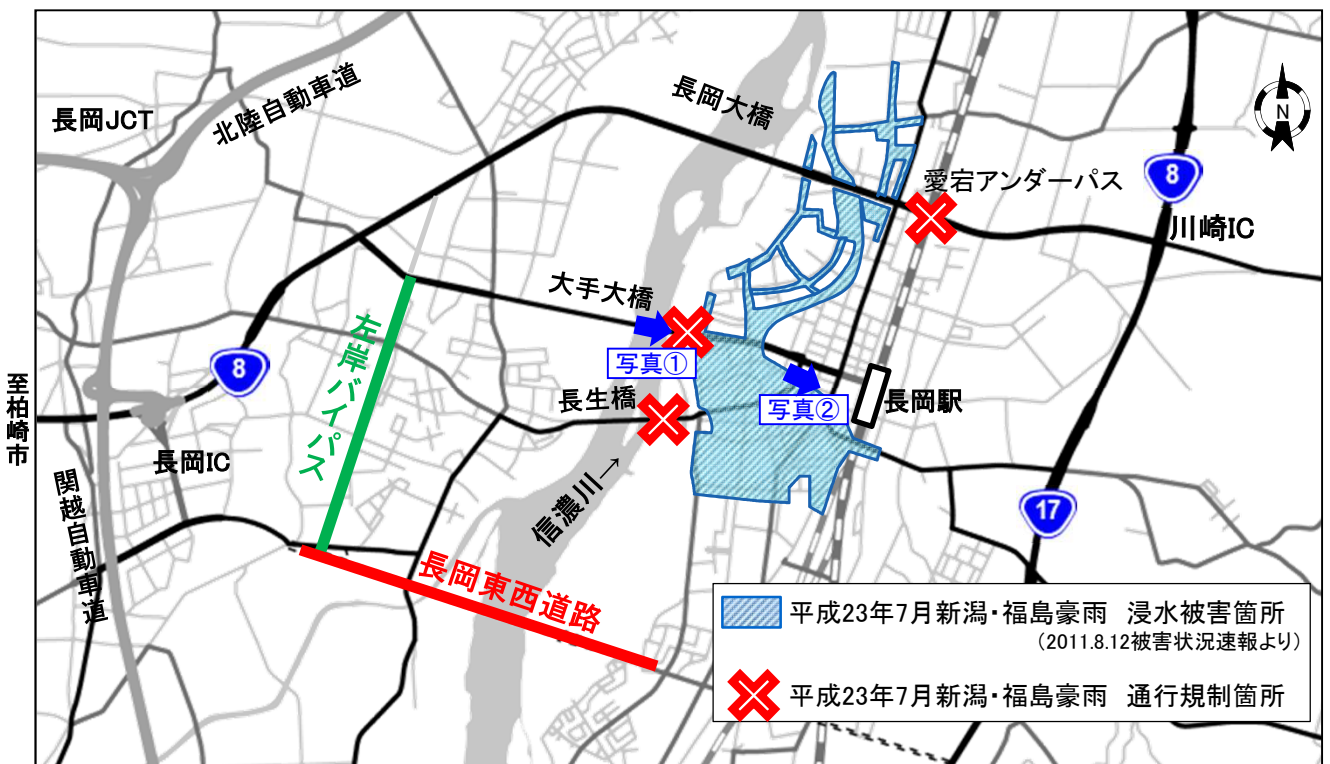 長岡JCT
北陸自動車道
長岡大橋
N
愛宕アンダーパス
8
川崎IC
大手大橋
写真①
左岸バイパス
8
至柏崎市
長生橋
写真②
長岡駅
長岡IC
関越自動車道
信濃川→
17
長岡東西道路
平成23年7月新潟・福島豪雨 浸水被害箇所
(2011.8.12被害状況速報より)
平成23年7月新潟・福島豪雨 通行規制箇所